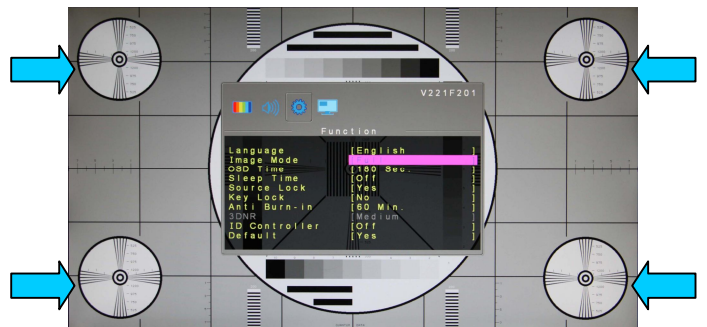 V221F201
Function
Language [English ]
Image Mode
OSD Time [180 Sec. ]
Sleep Time [Off ]
Source Lock [Yes ]
Key Lock [No ]
Anti Burn-in [60 Min. ]
3DNR [Medium ]
ID Controller [Off ]
Default [Yes ]